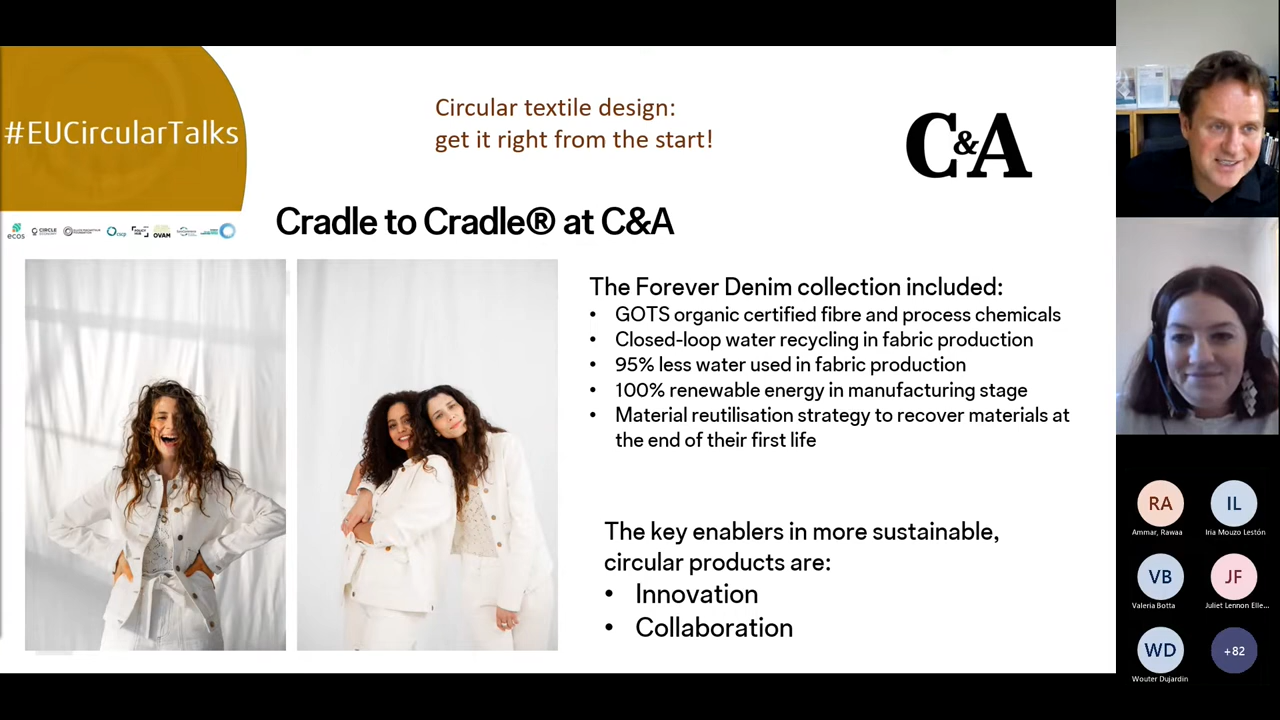 #EUCircularTalks
Circular textile design:
get it right from the start!
C&A
ecos
CIRCLE
ECONOMY
OVAM
Cradle to Cradle® at C&A
The Forever Denim collection included:
• GOTS organic certified fibre and process chemicals
• Closed-loop water recycling in fabric production
• 95% less water used in fabric production
• 100% renewable energy in manufacturing stage
• Material reutilisation strategy to recover materials at
the end of their first life
The key enablers in more sustainable,
circular products are:
• Innovation
• Collaboration
RA
Ammar, Rawaa
IL
Iria Mouzo Lestón
VB
Valeria Botta
JF
Juliet Lennon Elle...
WD
Wouter Dujardin
+82